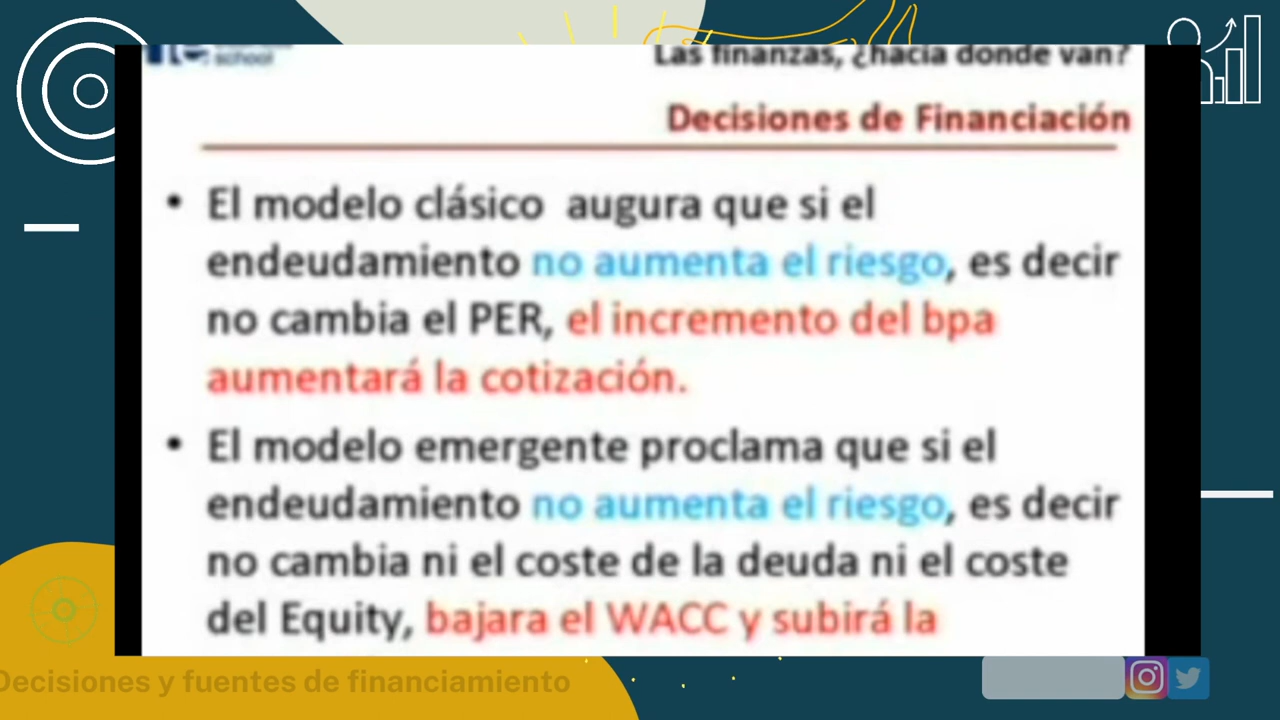 school
Las finanzas, ¿hacia donde van?
Decisiones de Financiación
• El modelo clásico augura que si el
endeudamiento no aumenta el riesgo, es decir
no cambia el PER, el incremento del bpa
aumentará la cotización.
• El modelo emergente proclama que si el
endeudamiento no aumenta el riesgo, es decir
no cambia ni el coste de la deuda ni el coste
del Equity, bajara el WACC y subirá la
Decisiones y fuentes de financiamiento